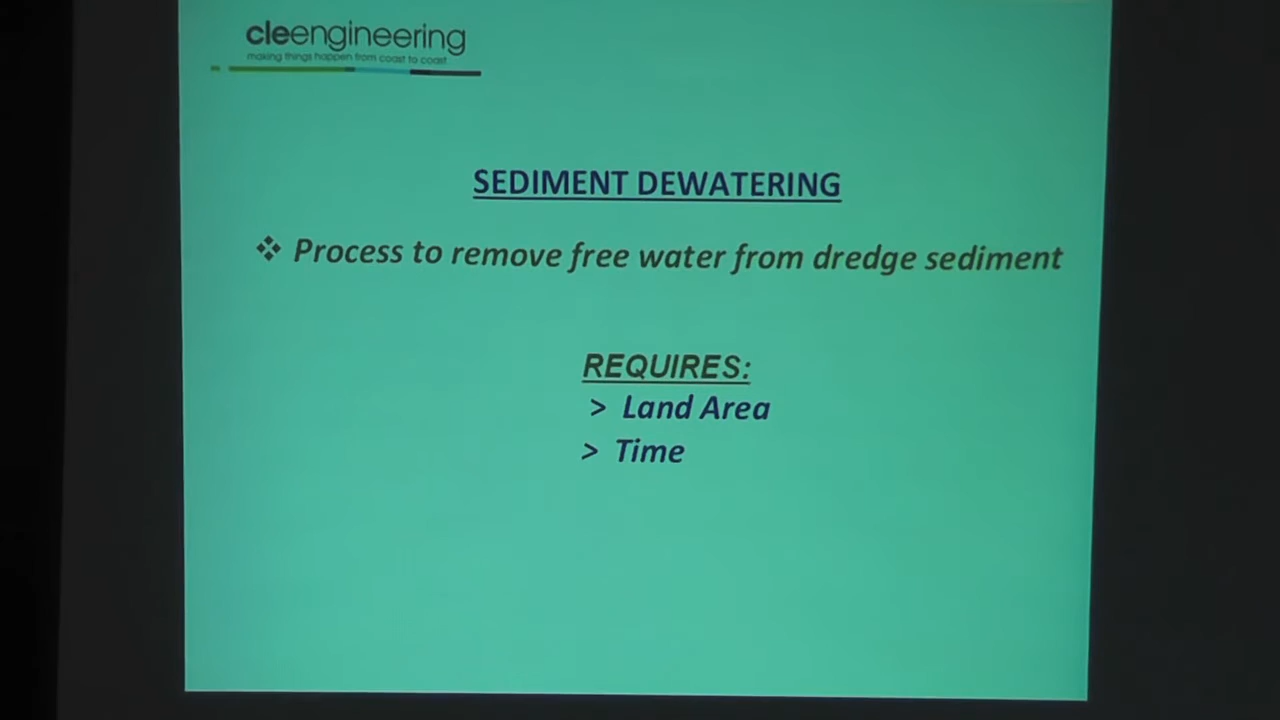 cleengineering
making things happen from coast to coast
SEDIMENT DEWATERING
❖ Process to remove free water from dredge sediment
REQUIRES:
> Land Area
> Time